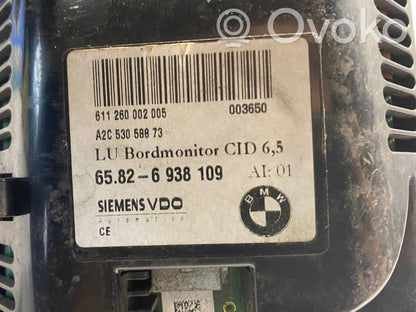 Ovoko
611 260 002 005 003650
A2C 530 588 73
LU Bordmonitor CID 6,5
65.82-6 938 109 AI: 01
SIEMENS VDO
Automotive
CE
BMW